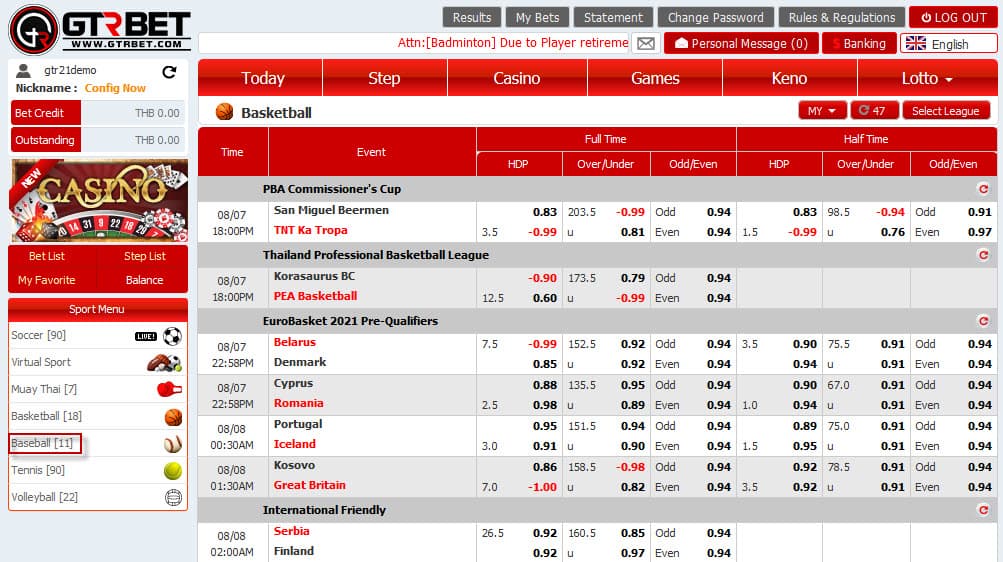 GTRBET
WWW.GTRBET.COM
Results My Bets Statement Change Password Rules & Regulations LOG OUT
Attn:[Badminton] Due to Player retireme Personal Message (0) $ Banking English
gtr21demo
Nickname : Config Now
Bet Credit THB 0.00
Outstanding THB 0.00
NEW
CASINO
Bet List Step List
My Favorite Balance
Sport Menu
Soccer [90] LIVE!
Virtual Sport
Muay Thai [7]
Basketball [18]
Baseball [11]
Tennis [90]
Volleyball [22]
Today Step Casino Games Keno Lotto
Basketball MY 47 Select League
Time Event Full Time Half Time
HDP Over/Under Odd/Even HDP Over/Under Odd/Even
PBA Commissioner's Cup
08/07 San Miguel Beermen 0.83 203.5 -0.99 Odd 0.94 0.83 98.5 -0.94 Odd 0.91
18:00PM TNT Ka Tropa 3.5 -0.99 u 0.81 Even 0.94 1.5 -0.99 u 0.76 Even 0.97
Thailand Professional Basketball League
08/07 Korasaurus BC -0.90 173.5 0.79 Odd 0.94
18:00PM PEA Basketball 12.5 0.60 u -0.99 Even 0.94
EuroBasket 2021 Pre-Qualifiers
08/07 Belarus 7.5 -0.99 152.5 0.92 Odd 0.94 3.5 0.90 75.5 0.91 Odd 0.94
22:58PM Denmark 0.85 u 0.92 Even 0.94 0.94 u 0.91 Even 0.94
08/07 Cyprus 0.88 135.5 0.95 Odd 0.94 0.90 67.0 0.91 Odd 0.94
22:58PM Romania 2.5 0.98 u 0.89 Even 0.94 1.0 0.94 u 0.91 Even 0.94
08/08 Portugal 0.95 151.5 0.94 Odd 0.94 0.89 75.0 0.91 Odd 0.94
00:30AM Iceland 3.0 0.91 u 0.90 Even 0.94 1.5 0.95 u 0.91 Even 0.94
08/08 Kosovo 0.86 158.5 -0.98 Odd 0.94 0.92 78.5 0.91 Odd 0.94
01:30AM Great Britain 7.0 -1.00 u 0.82 Even 0.94 3.5 0.92 u 0.91 Even 0.94
International Friendly
08/08 Serbia 26.5 0.92 160.5 0.85 Odd 0.94
02:00AM Finland 0.92 u 0.97 Even 0.94